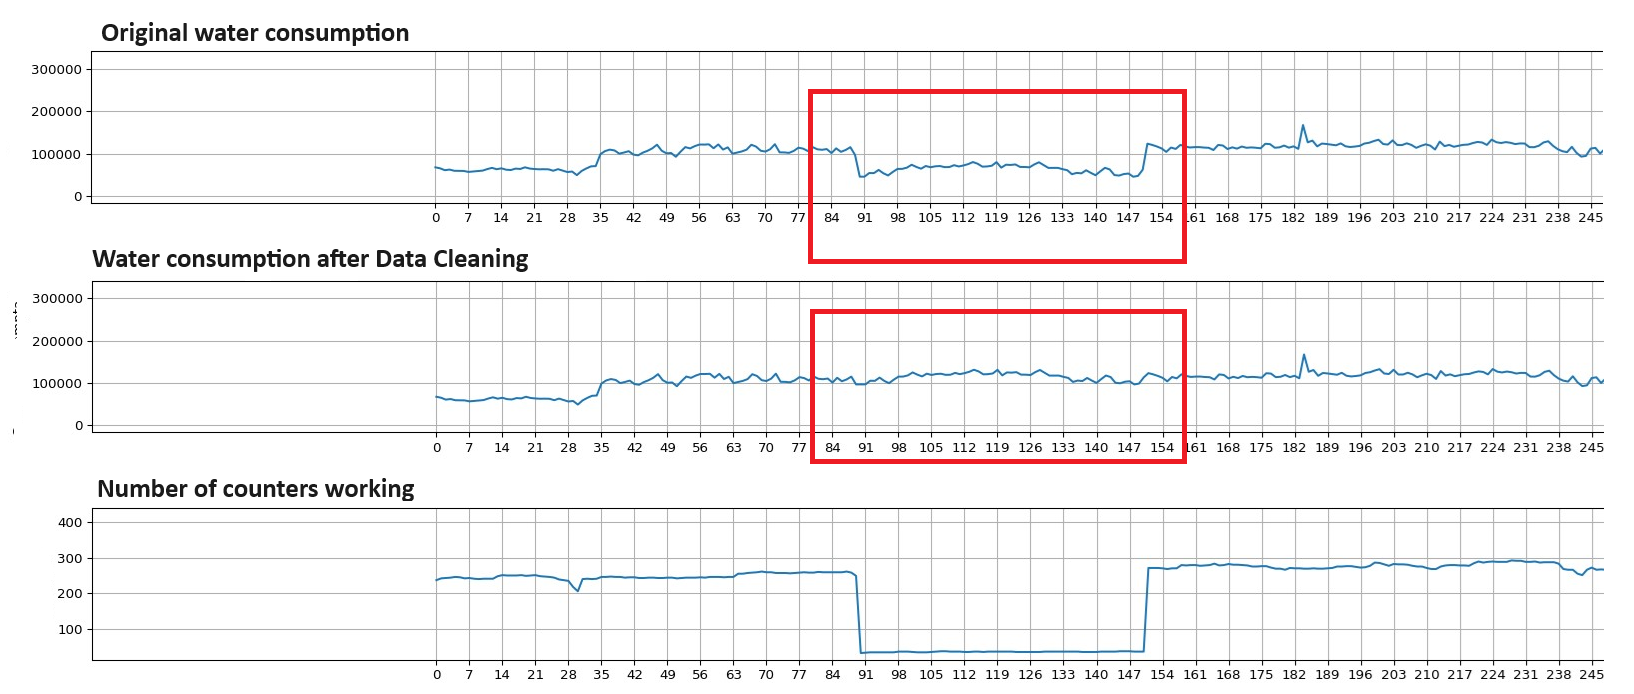 Original water consumption
300000
200000
100000
0
0 7 14 21 28 35 42 49 56 63 70 77 84 91 98 105 112 119 126 133 140 147 154 161 168 175 182 189 196 203 210 217 224 231 238 245
Water consumption after Data Cleaning
300000
200000
100000
0
0 7 14 21 28 35 42 49 56 63 70 77 84 91 98 105 112 119 126 133 140 147 154 161 168 175 182 189 196 203 210 217 224 231 238 245
Number of counters working
400
300
200
100
0 7 14 21 28 35 42 49 56 63 70 77 84 91 98 105 112 119 126 133 140 147 154 161 168 175 182 189 196 203 210 217 224 231 238 245